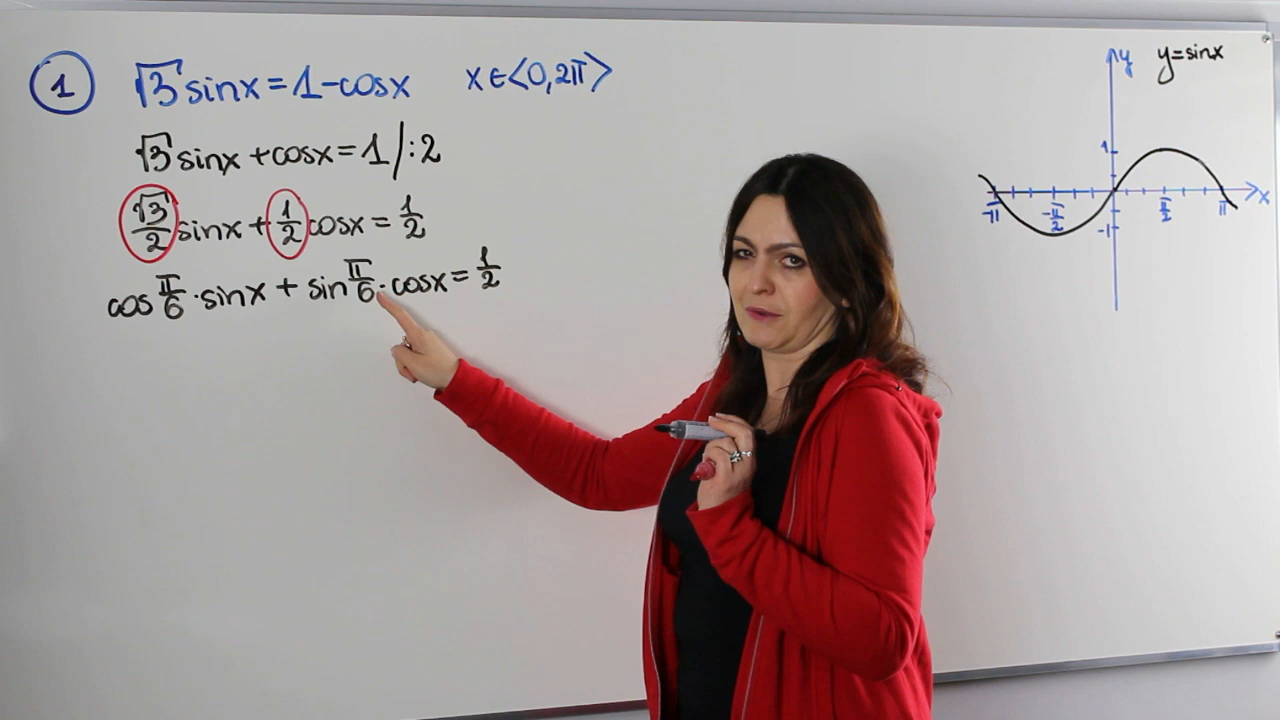 1 √3 sinx = 1 - cosx x ∈ ⟨0, 2π⟩
√3 sinx + cosx = 1 / : 2
√3/2 sinx + 1/2 cosx = 1/2
cos π/6 · sinx + sin π/6 · cosx = 1/2
y y = sinx
1
-π -π/2 π/2 π x
-1